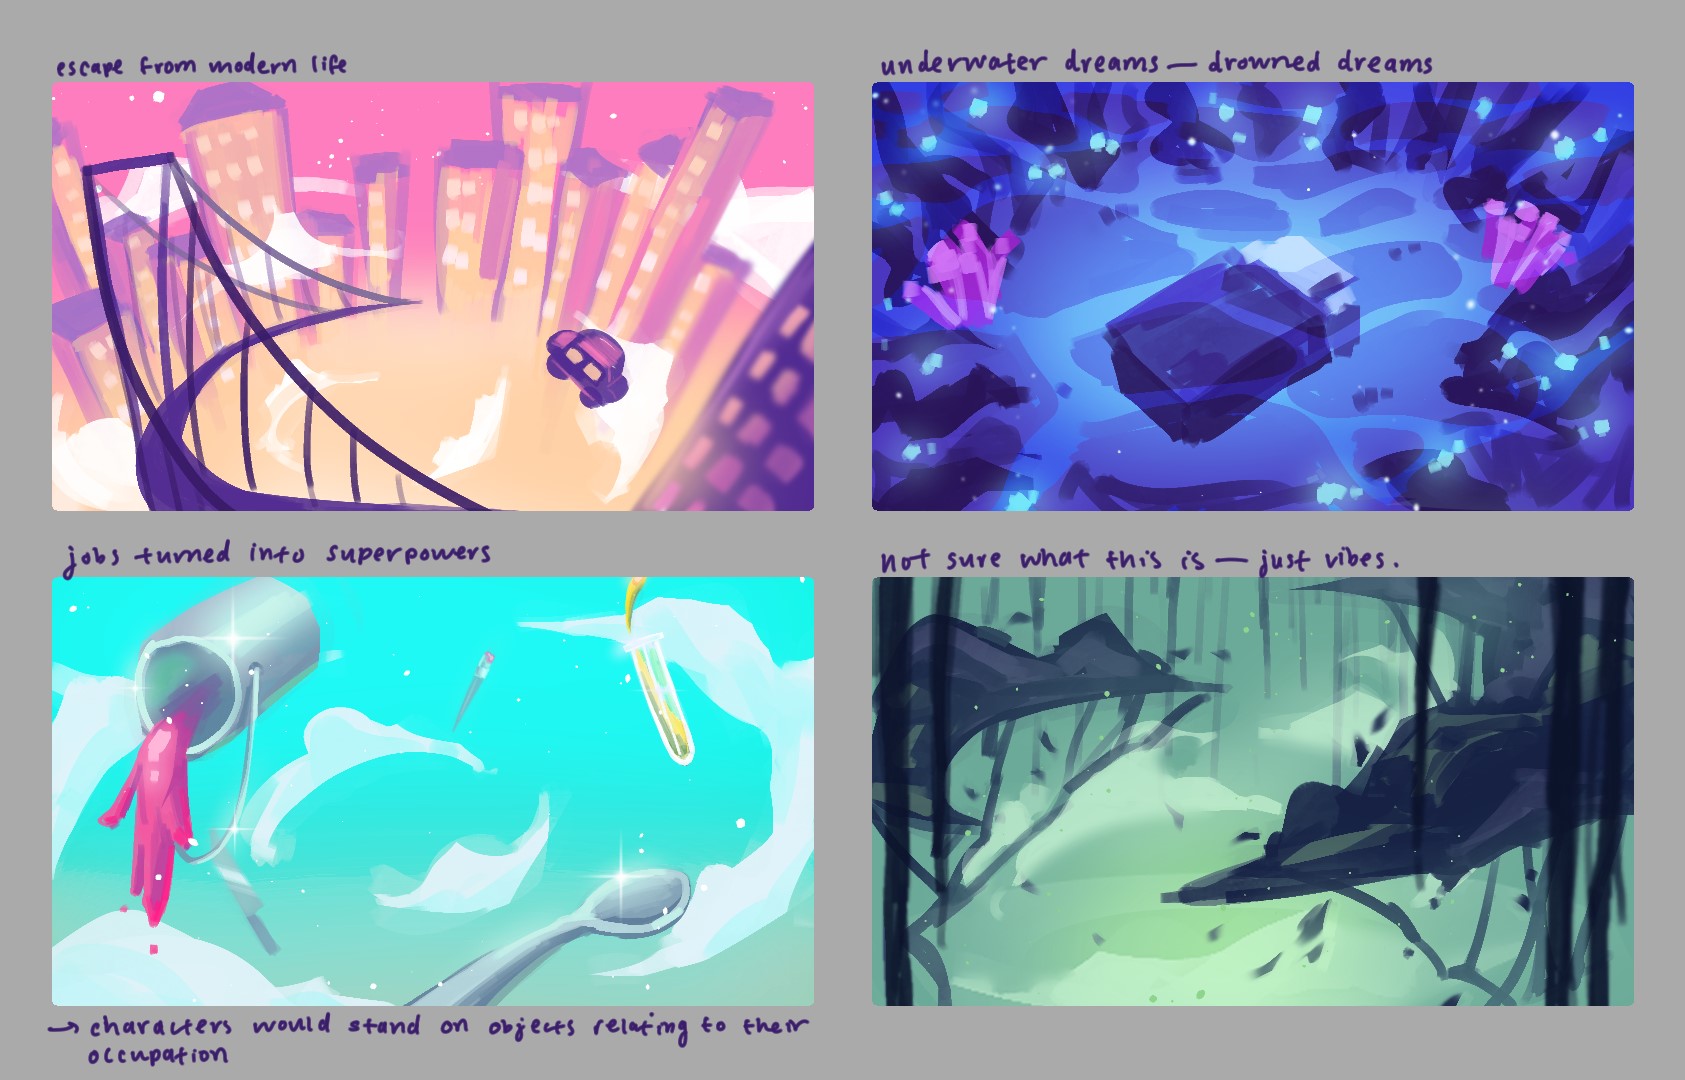 escape from modern life
underwater dreams — drowned dreams
jobs turned into superpowers
not sure what this is — just vibes.
→ characters would stand on objects relating to their
occupation